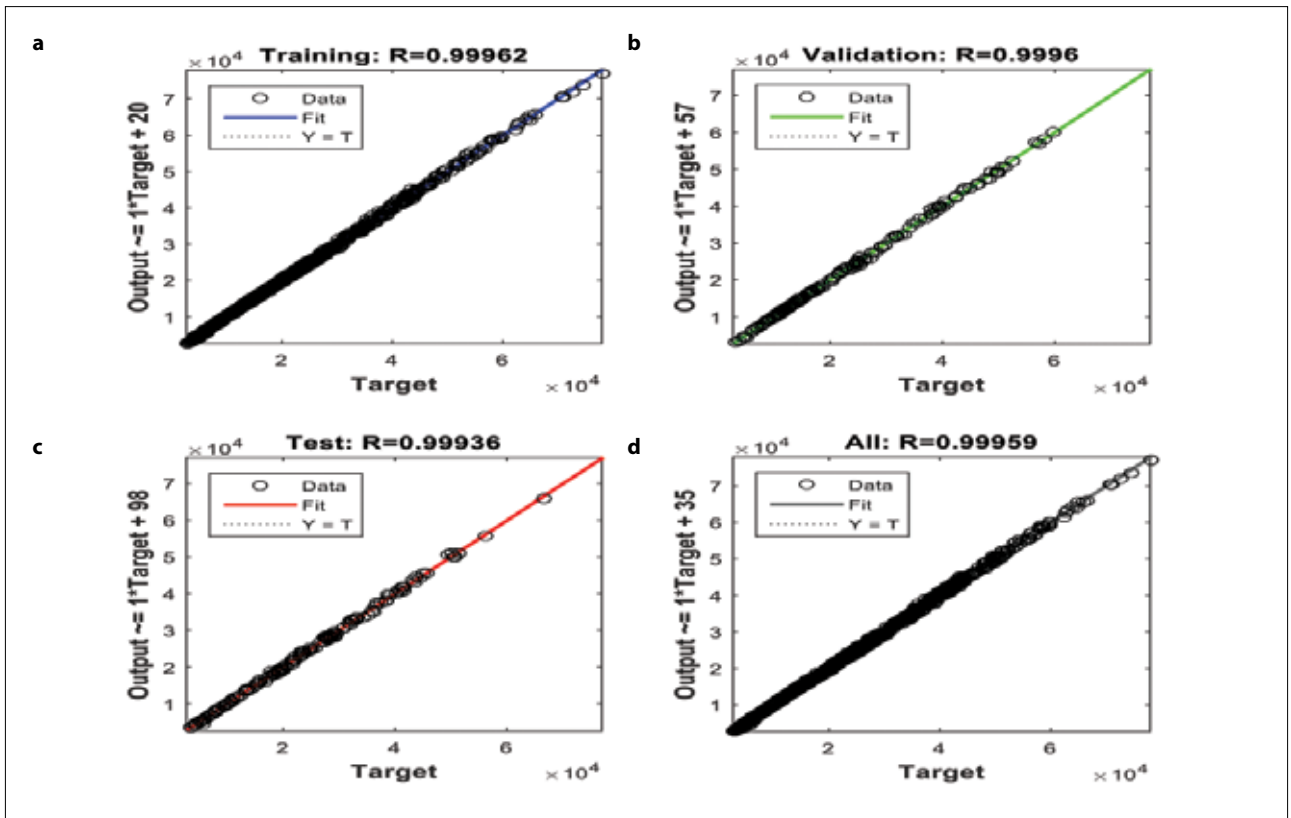 a
× 10⁴
Training: R=0.99962
Data
Fit
Y = T
Output ~= 1*Target + 20
7
6
5
4
3
2
1
2
4
6
Target
× 10⁴
b
× 10⁴
Validation: R=0.9996
Data
Fit
Y = T
Output ~= 1*Target + 57
7
6
5
4
3
2
1
2
4
6
Target
× 10⁴
c
× 10⁴
Test: R=0.99936
Data
Fit
Y = T
Output ~= 1*Target + 98
7
6
5
4
3
2
1
2
4
6
Target
× 10⁴
d
× 10⁴
All: R=0.99959
Data
Fit
Y = T
Output ~= 1*Target + 35
7
6
5
4
3
2
1
2
4
6
Target
× 10⁴